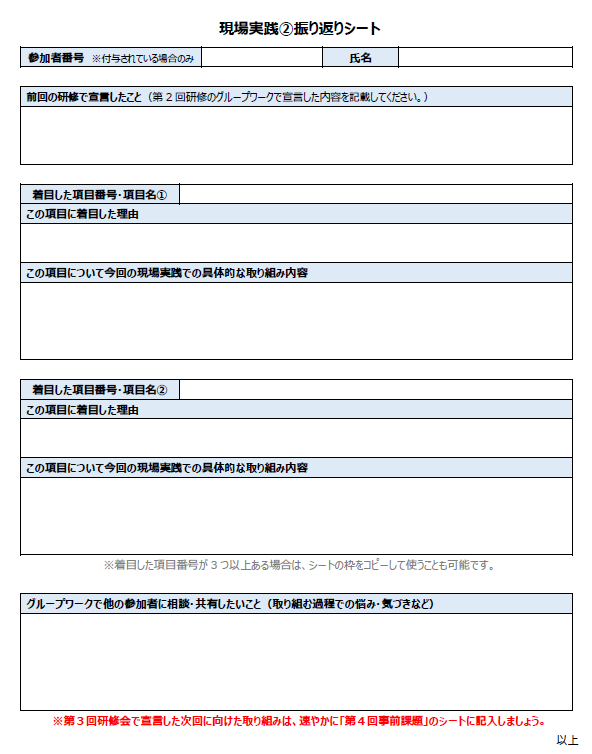 現場実践②振り返りシート
参加者番号 ※付与されている場合のみ 氏名
前回の研修で宣言したこと（第２回研修のグループワークで宣言した内容を記載してください。）
着目した項目番号・項目名①
この項目に着目した理由
この項目について今回の現場実践での具体的な取り組み内容
着目した項目番号・項目名②
この項目に着目した理由
この項目について今回の現場実践での具体的な取り組み内容
※着目した項目番号が３つ以上ある場合は、シートの枠をコピーして使うことも可能です。
グループワークで他の参加者に相談・共有したいこと（取り組む過程での悩み・気づきなど）
※第３回研修会で宣言した次回に向けた取り組みは、速やかに「第４回事前課題」のシートに記入しましょう。
以上